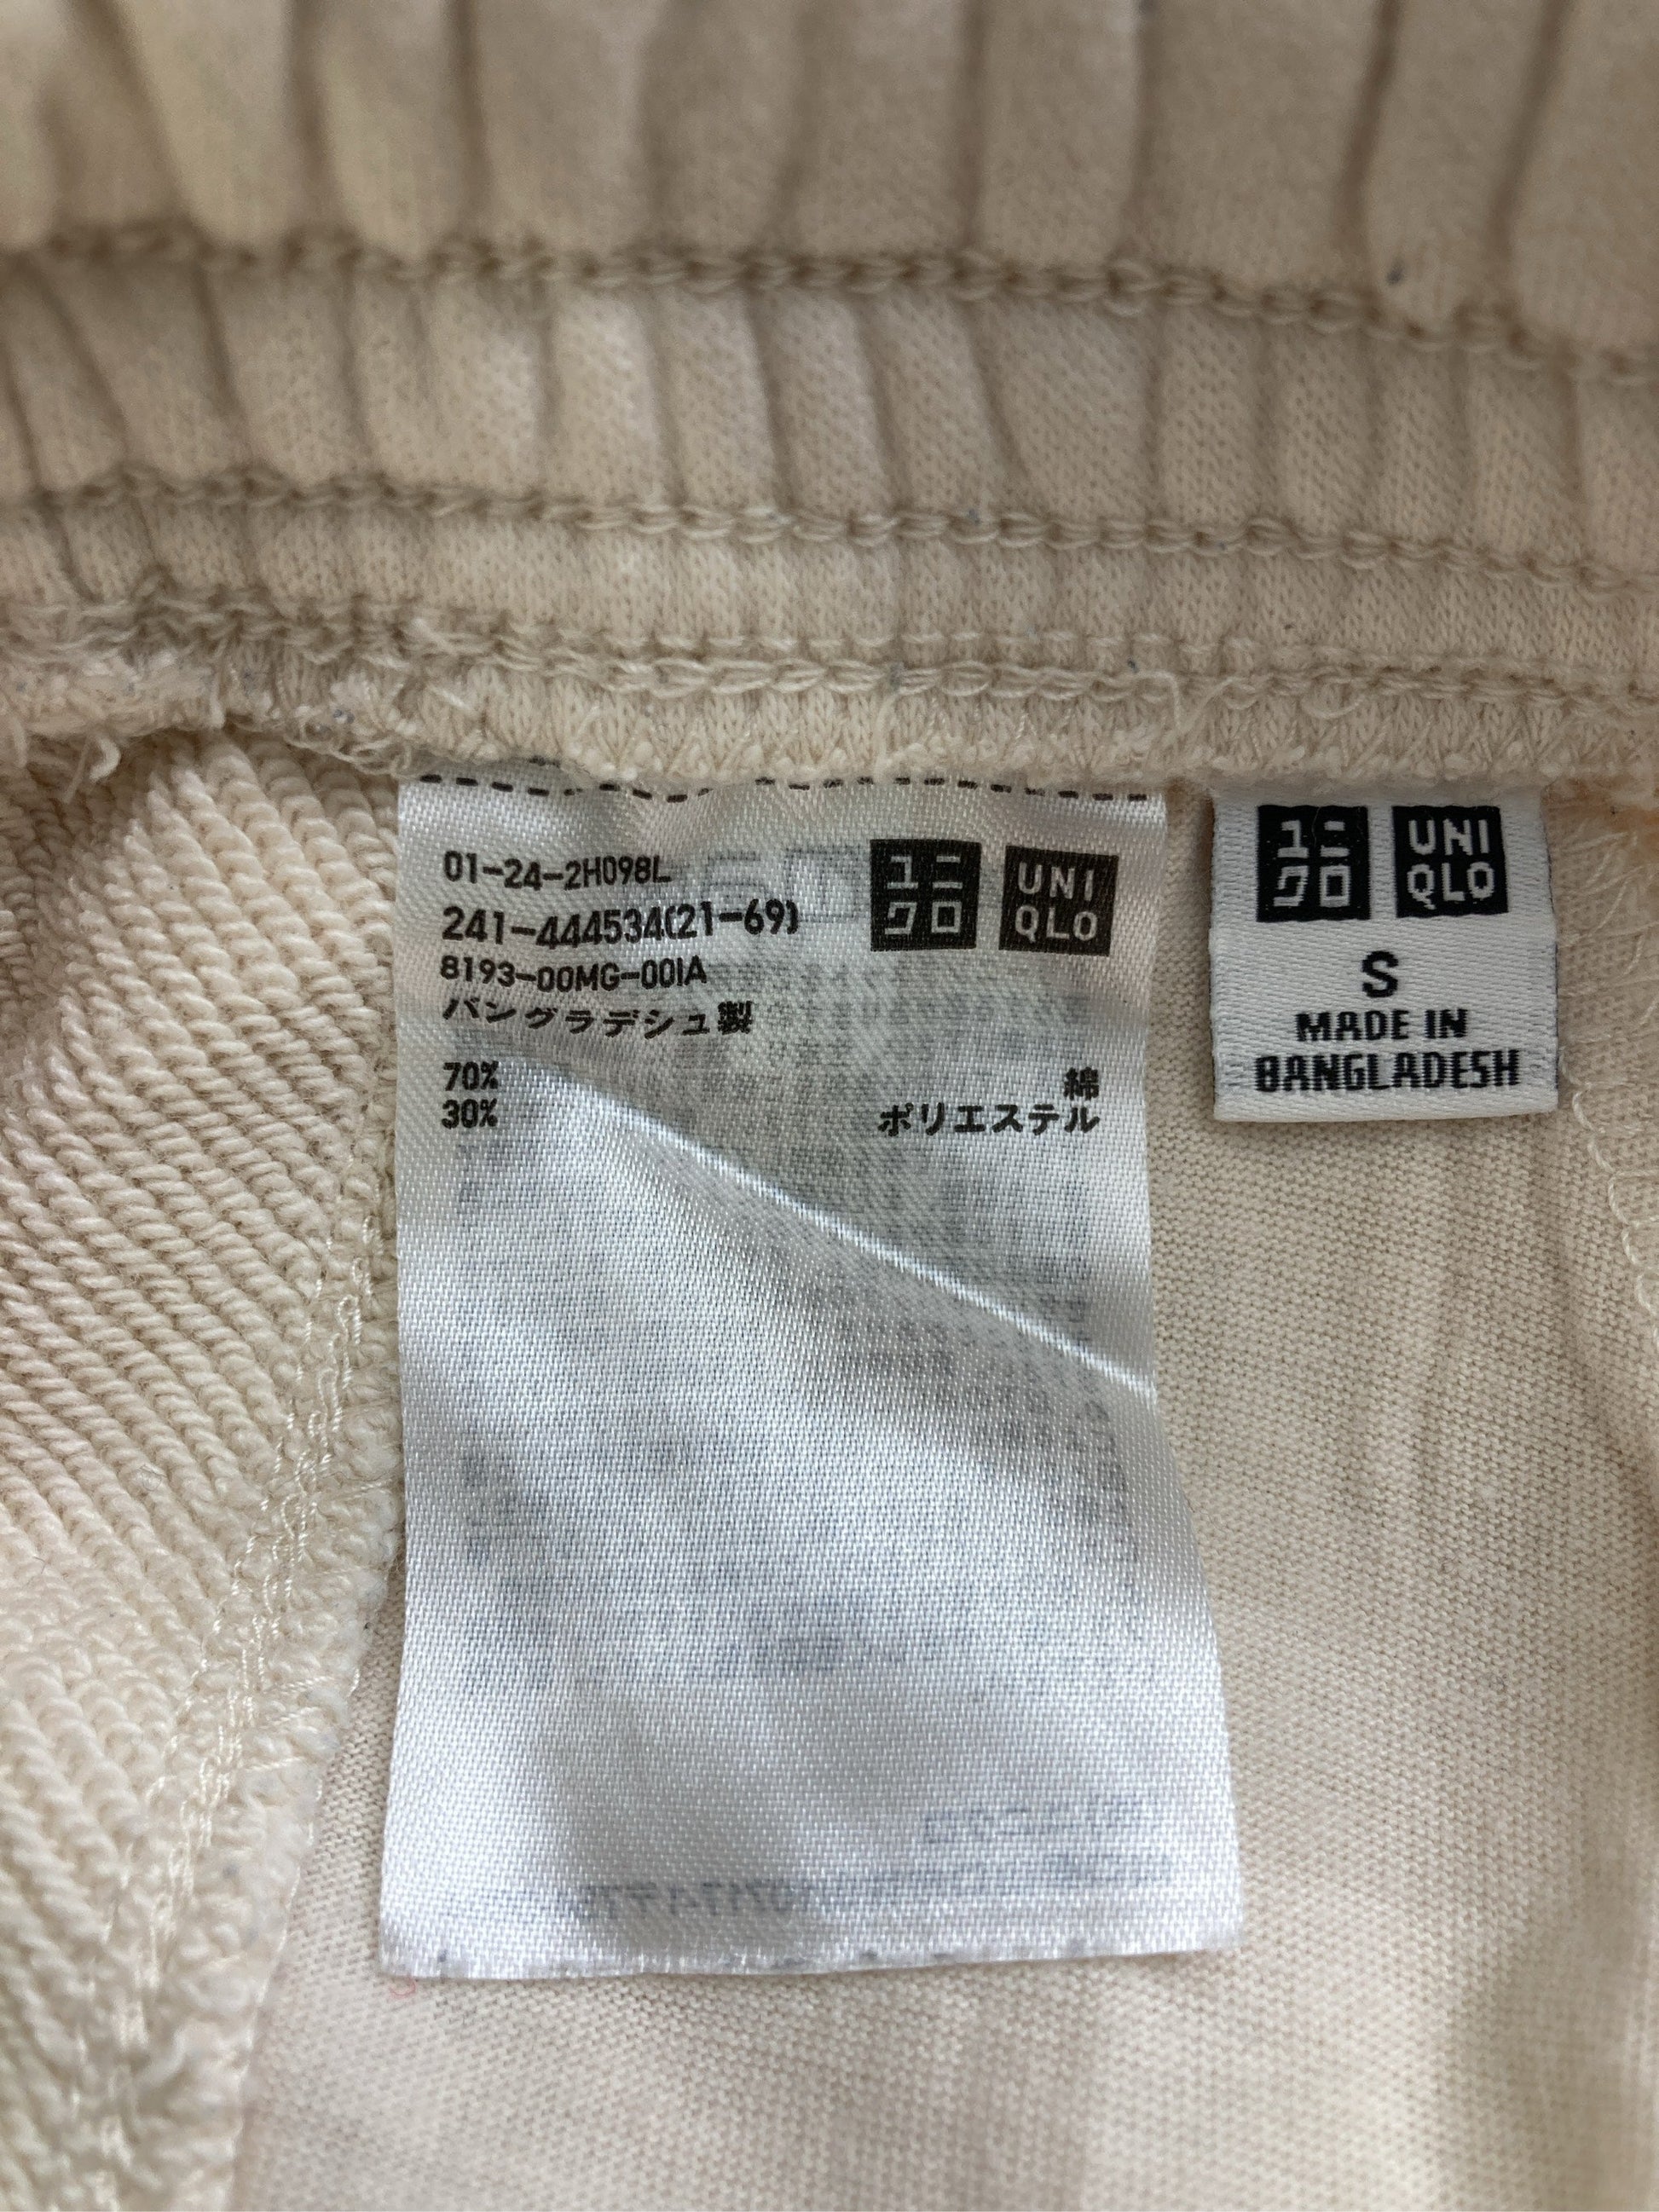 01-24-2H098L
241-444534(21-69)
8193-00MG-00IA
バングラデシュ製
ユニ
クロ
UNI
QLO
70% 綿
30% ポリエステル
ユニ
クロ
UNI
QLO
S
MADE IN
BANGLADESH